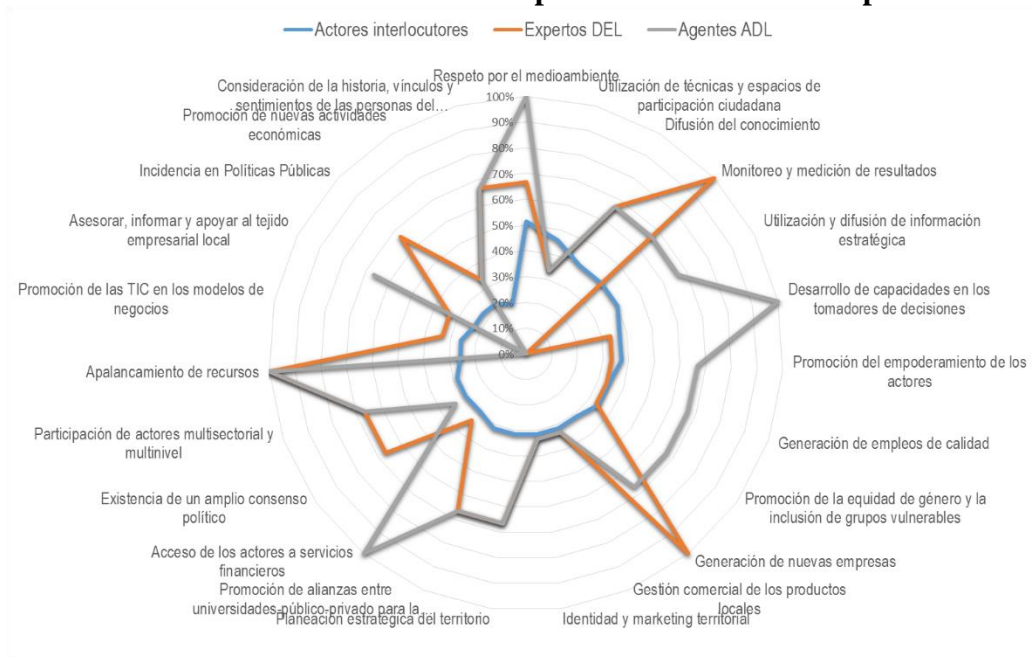 Actores interlocutores
Expertos DEL
Agentes ADL
Respeto por el medioambiente
Consideración de la historia, vínculos y
sentimientos de las personas del…
Utilización de técnicas y espacios de
participación ciudadana
Promoción de nuevas actividades
económicas
Difusión del conocimiento
Incidencia en Políticas Públicas
Monitoreo y medición de resultados
Asesorar, informar y apoyar al tejido
empresarial local
Utilización y difusión de información
estratégica
Promoción de las TIC en los modelos de
negocios
Desarrollo de capacidades en los
tomadores de decisiones
Apalancamiento de recursos
Promoción del empoderamiento de los
actores
Participación de actores multisectorial y
multinivel
Generación de empleos de calidad
Existencia de un amplio consenso
político
Promoción de la equidad de género y la
inclusión de grupos vulnerables
Acceso de los actores a servicios
financieros
Generación de nuevas empresas
Promoción de alianzas entre
universidades-público-privado para la…
Gestión comercial de los productos
locales
Planeación estratégica del territorio
Identidad y marketing territorial
100%
90%
80%
70%
60%
50%
40%
30%
20%
10%
0%